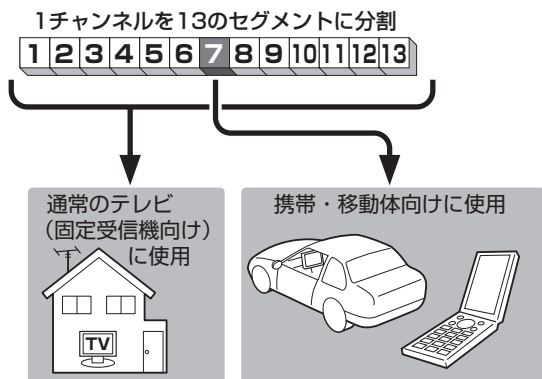 1チャンネルを13のセグメントに分割
1 2 3 4 5 6 7 8 9 10 11 12 13
通常のテレビ
（固定受信機向け）
に使用
携帯・移動体向けに使用
TV